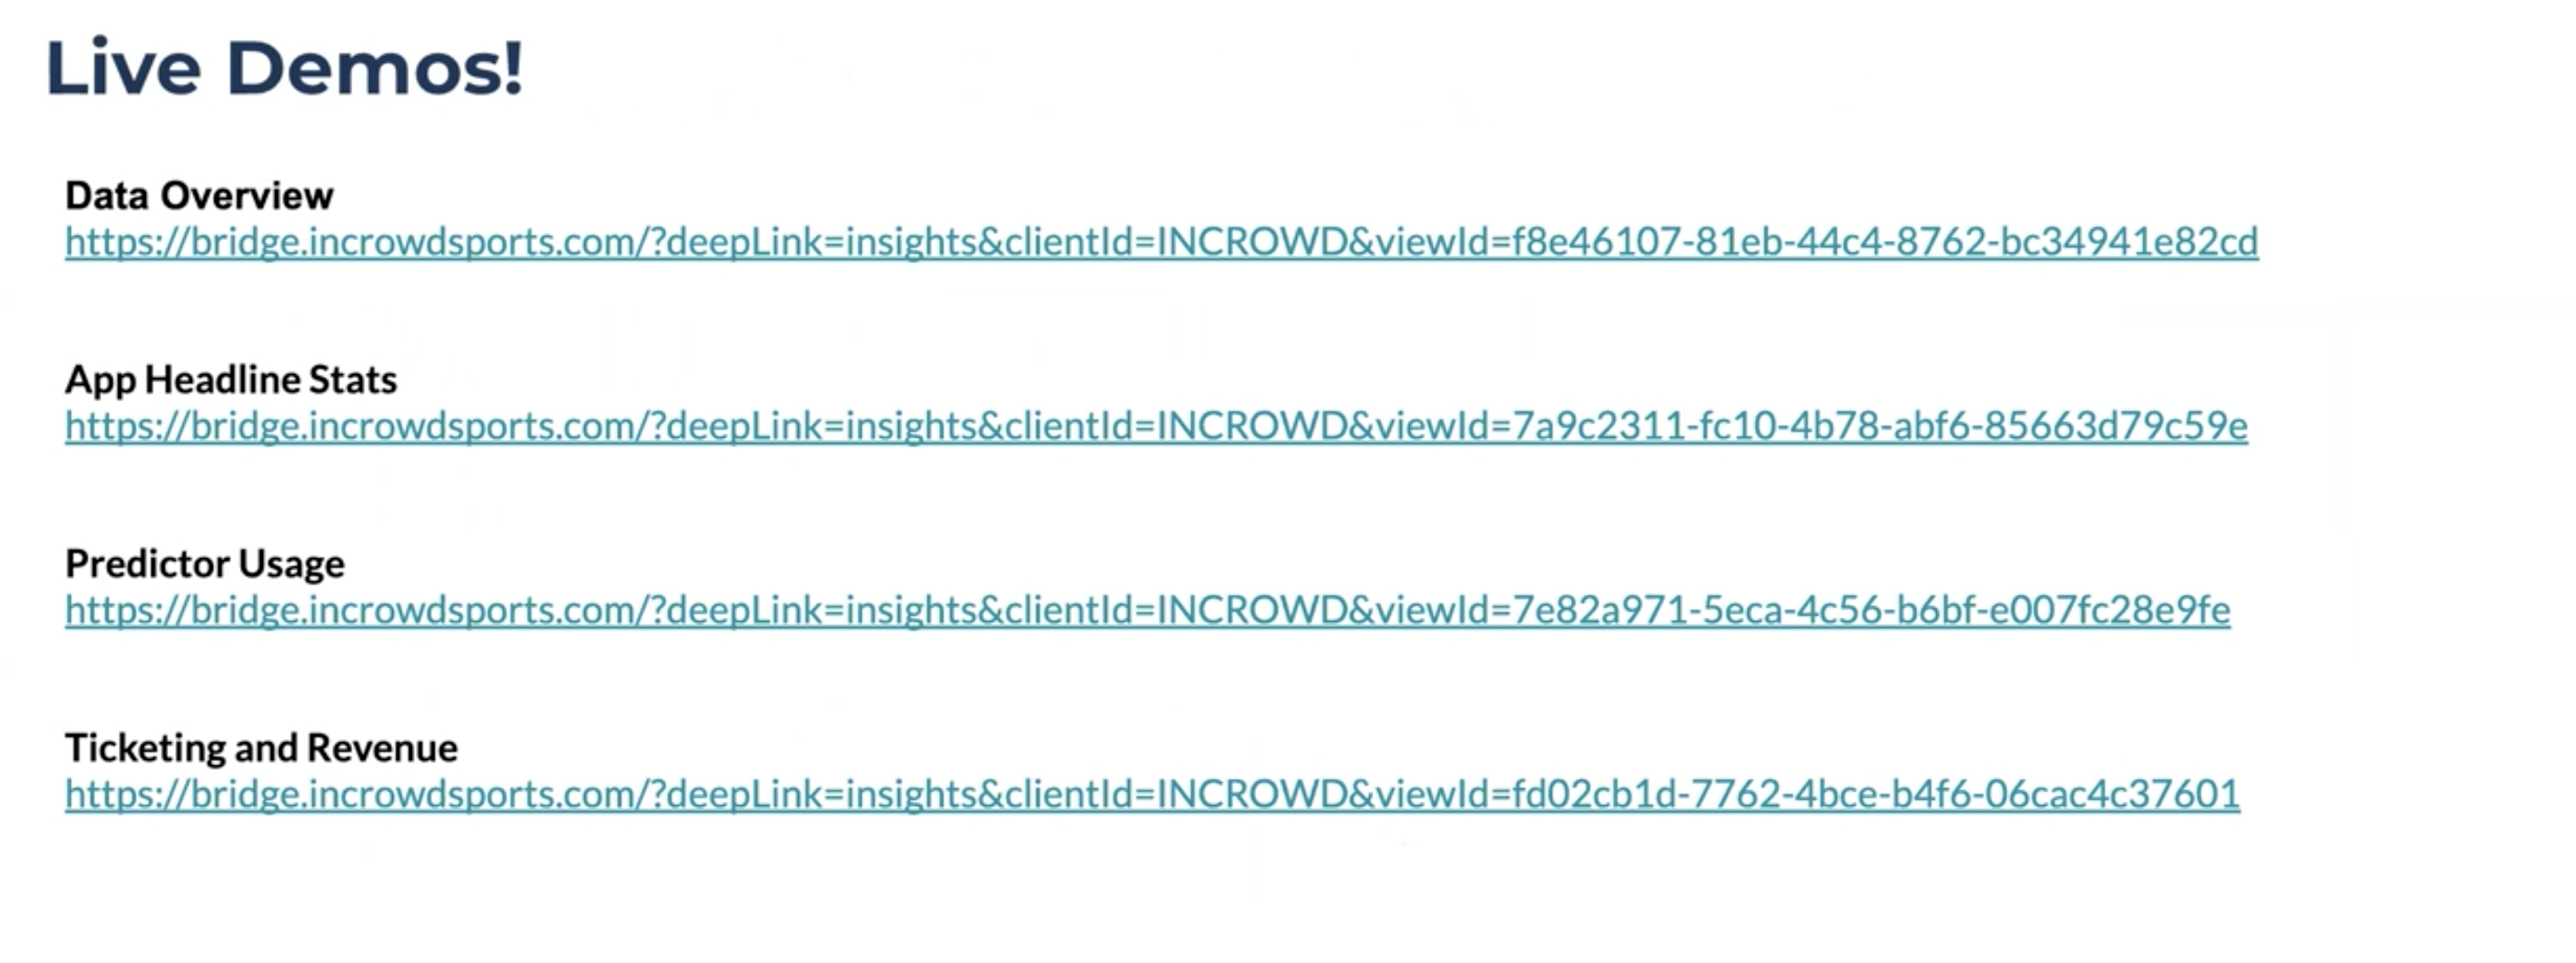 Live Demos!
Data Overview
https://bridge.incrowdsports.com/?deepLink=insights&clientId=INCROWD&viewId=f8e46107-81eb-44c4-8762-bc34941e82cd
App Headline Stats
https://bridge.incrowdsports.com/?deepLink=insights&clientId=INCROWD&viewId=7a9c2311-fc10-4b78-abf6-85663d79c59e
Predictor Usage
https://bridge.incrowdsports.com/?deepLink=insights&clientId=INCROWD&viewId=7e82a971-5eca-4c56-b6bf-e007fc28e9fe
Ticketing and Revenue
https://bridge.incrowdsports.com/?deepLink=insights&clientId=INCROWD&viewId=fd02cb1d-7762-4bce-b4f6-06cac4c37601